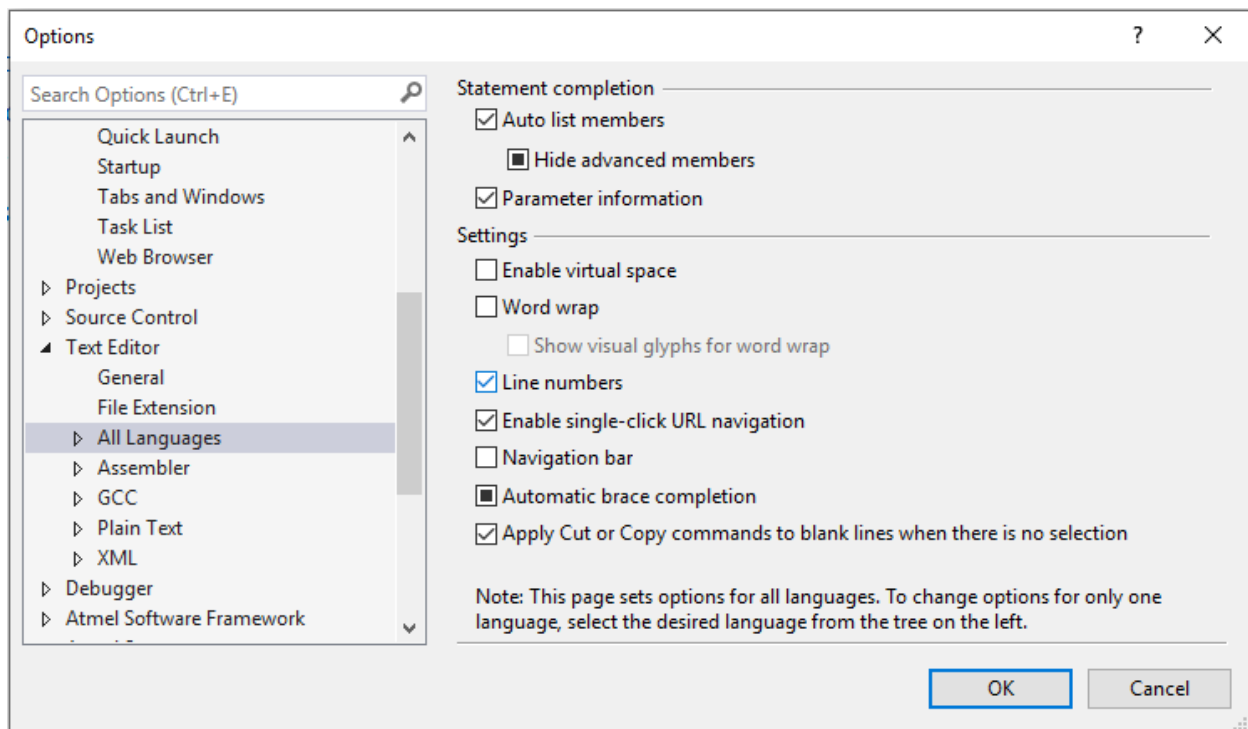 Options
?
Search Options (Ctrl+E)
Quick Launch
Startup
Tabs and Windows
Task List
Web Browser
Projects
Source Control
Text Editor
General
File Extension
All Languages
Assembler
GCC
Plain Text
XML
Debugger
Atmel Software Framework
Statement completion
Auto list members
Hide advanced members
Parameter information
Settings
Enable virtual space
Word wrap
Show visual glyphs for word wrap
Line numbers
Enable single-click URL navigation
Navigation bar
Automatic brace completion
Apply Cut or Copy commands to blank lines when there is no selection
Note: This page sets options for all languages. To change options for only one
language, select the desired language from the tree on the left.
OK
Cancel